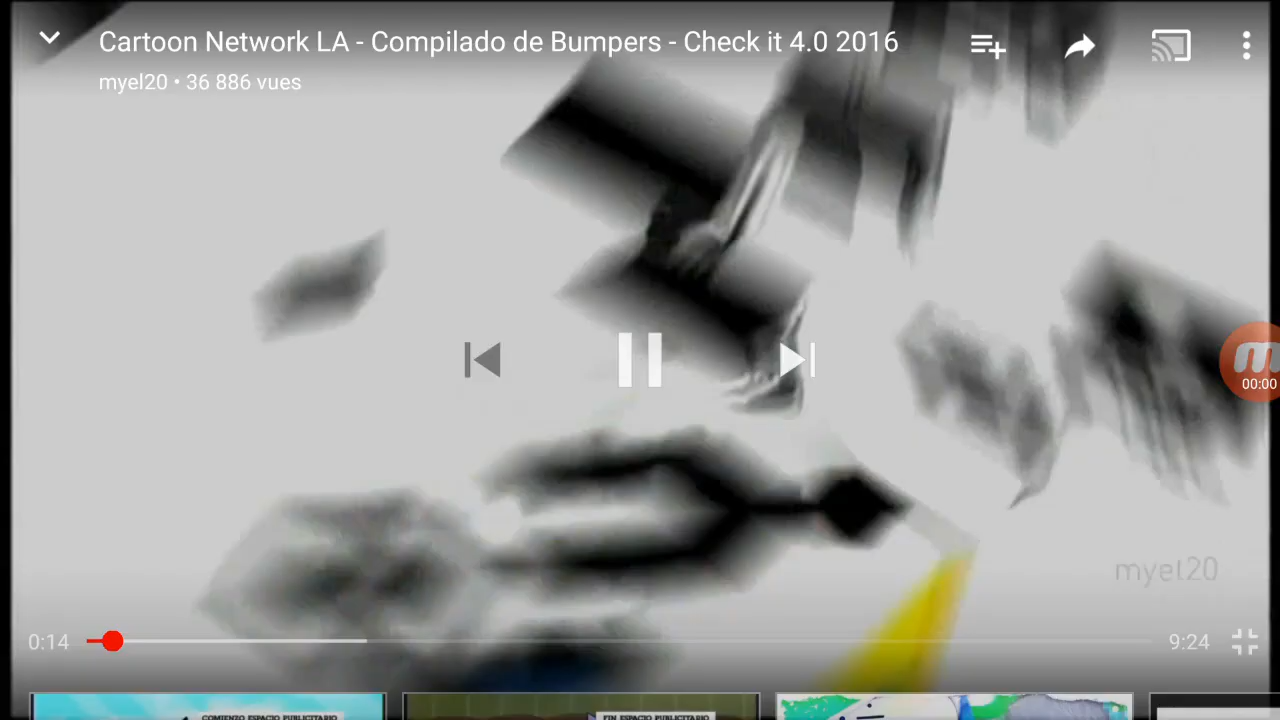 Cartoon Network LA - Compilado de Bumpers - Check it 4.0 2016
myel20 • 36 886 vues
00:00
myel20
0:14
9:24
COMIENZO ESPACIO PUBLICITARIO
FIN ESPACIO PUBLICITARIO